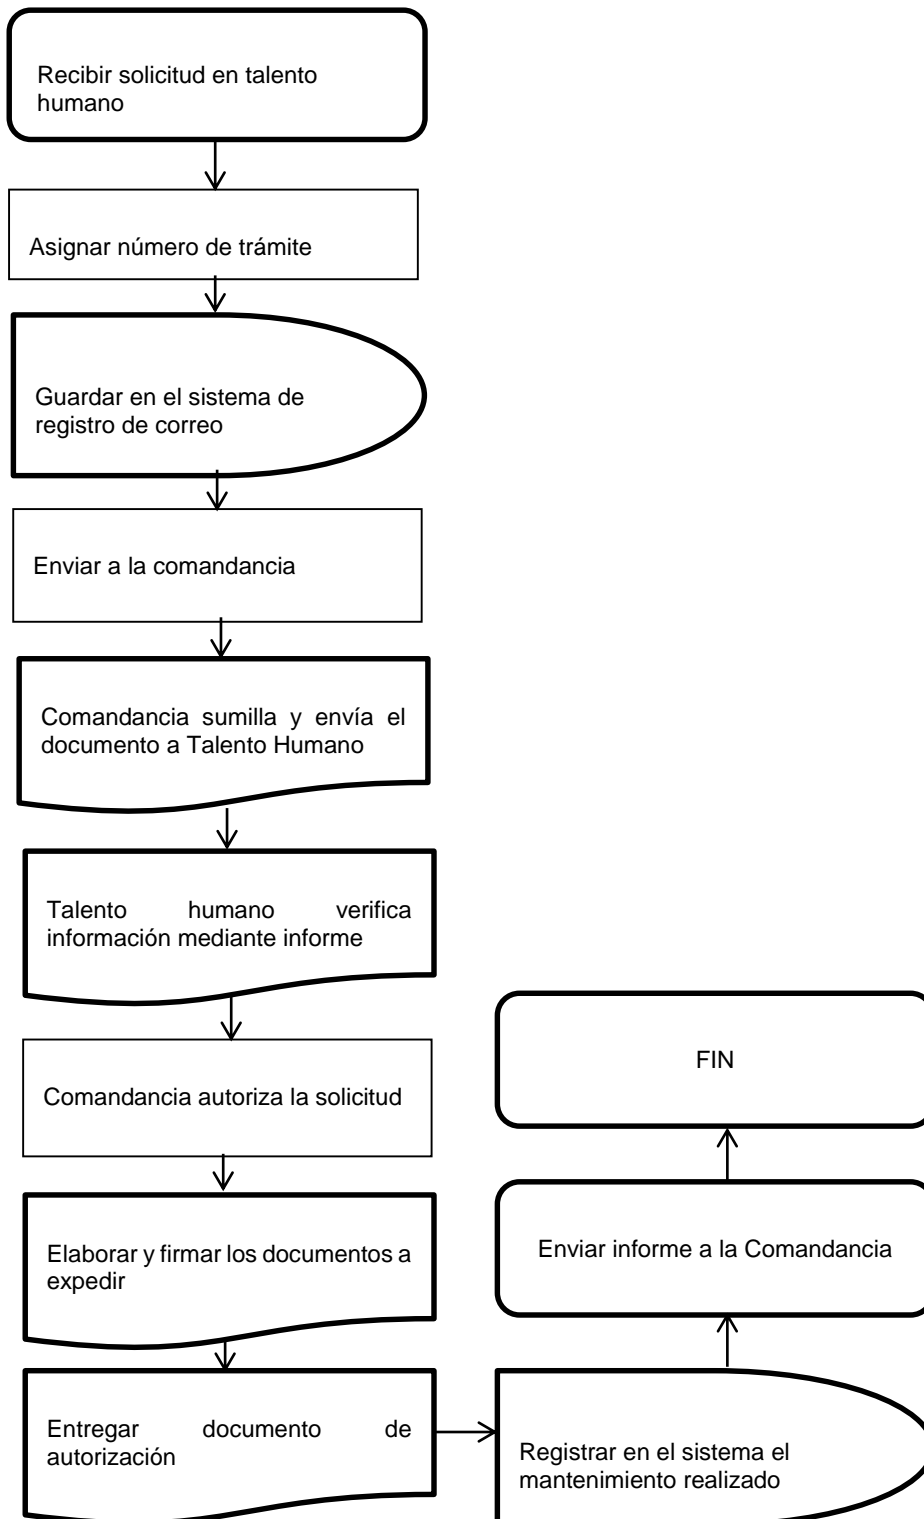 Recibir solicitud en talento
humano
Asignar número de trámite
Guardar en el sistema de
registro de correo
Enviar a la comandancia
Comandancia sumilla y envía el
documento a Talento Humano
Talento humano verifica
información mediante informe
Comandancia autoriza la solicitud
Elaborar y firmar los documentos a
expedir
Entregar documento de
autorización
Registrar en el sistema el
mantenimiento realizado
Enviar informe a la Comandancia
FIN